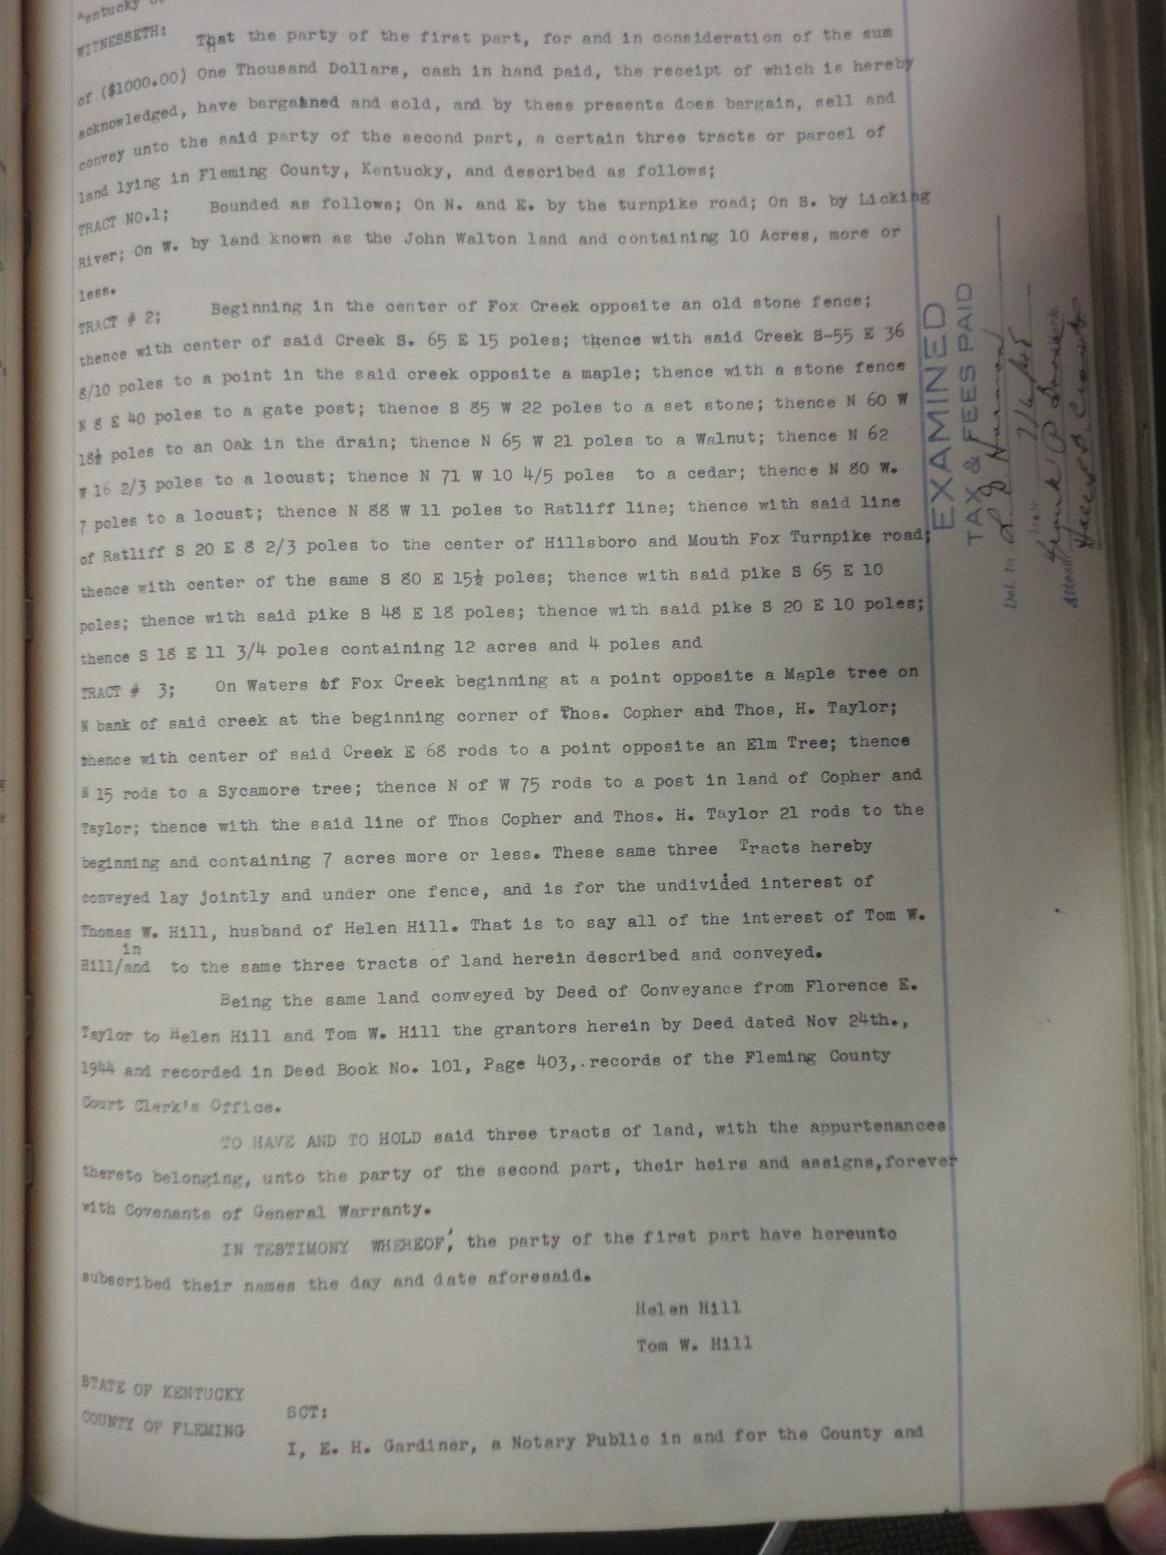 Kentucky
WITNESSETH: That the party of the first part, for and in consideration of the sum
of ($1000.00) One Thousand Dollars, cash in hand paid, the receipt of which is hereby
acknowledged, have bargained and sold, and by these presents does bargain, sell and
convey unto the said party of the second part, a certain three tracts or parcel of
land lying in Fleming County, Kentucky, and described as follows;
TRACT NO.1; Bounded as follows; On N. and E. by the turnpike road; On S. by Licking
River; On W. by land known as the John Walton land and containing 10 Acres, more or
less.
TRACT # 2; Beginning in the center of Fox Creek opposite an old stone fence;
thence with center of said Creek S. 65 E 15 poles; thence with said Creek S-55 E 36
8/10 poles to a point in the said creek opposite a maple; thence with a stone fence
N 8 E 40 poles to a gate post; thence S 85 W 22 poles to a set stone; thence N 60 W
18½ poles to an Oak in the drain; thence N 65 W 21 poles to a Walnut; thence N 62
W 16 2/3 poles to a locust; thence N 71 W 10 4/5 poles to a cedar; thence N 80 W.
7 poles to a locust; thence N 88 W 11 poles to Ratliff line; thence with said line
of Ratliff S 20 E 8 2/3 poles to the center of Hillsboro and Mouth Fox Turnpike road;
thence with center of the same S 80 E 15½ poles; thence with said pike S 65 E 10
poles; thence with said pike S 48 E 18 poles; thence with said pike S 20 E 10 poles;
thence S 18 E 11 3/4 poles containing 12 acres and 4 poles and
TRACT # 3; On Waters of Fox Creek beginning at a point opposite a Maple tree on
N bank of said creek at the beginning corner of Thos. Copher and Thos, H. Taylor;
thence with center of said Creek E 68 rods to a point opposite an Elm Tree; thence
N 15 rods to a Sycamore tree; thence N of W 75 rods to a post in land of Copher and
Taylor; thence with the said line of Thos Copher and Thos. H. Taylor 21 rods to the
beginning and containing 7 acres more or less. These same three Tracts hereby
conveyed lay jointly and under one fence, and is for the undivided interest of
Thomas W. Hill, husband of Helen Hill. That is to say all of the interest of Tom W.
in
Hill/and to the same three tracts of land herein described and conveyed.
Being the same land conveyed by Deed of Conveyance from Florence E.
Taylor to Helen Hill and Tom W. Hill the grantors herein by Deed dated Nov 24th.,
1944 and recorded in Deed Book No. 101, Page 403,.records of the Fleming County
Court Clerk's Office.
TO HAVE AND TO HOLD said three tracts of land, with the appurtenances
thereto belonging, unto the party of the second part, their heirs and assigns,forever
with Covenants of General Warranty.
IN TESTIMONY WHEREOF, the party of the first part have hereunto
subscribed their names the day and date aforesaid.
Helen Hill
Tom W. Hill
STATE OF KENTUCKY
COUNTY OF FLEMING
SCT:
I, E. H. Gardiner, a Notary Public in and for the County and
EXAMINED
TAX & FEES PAID
Del. to